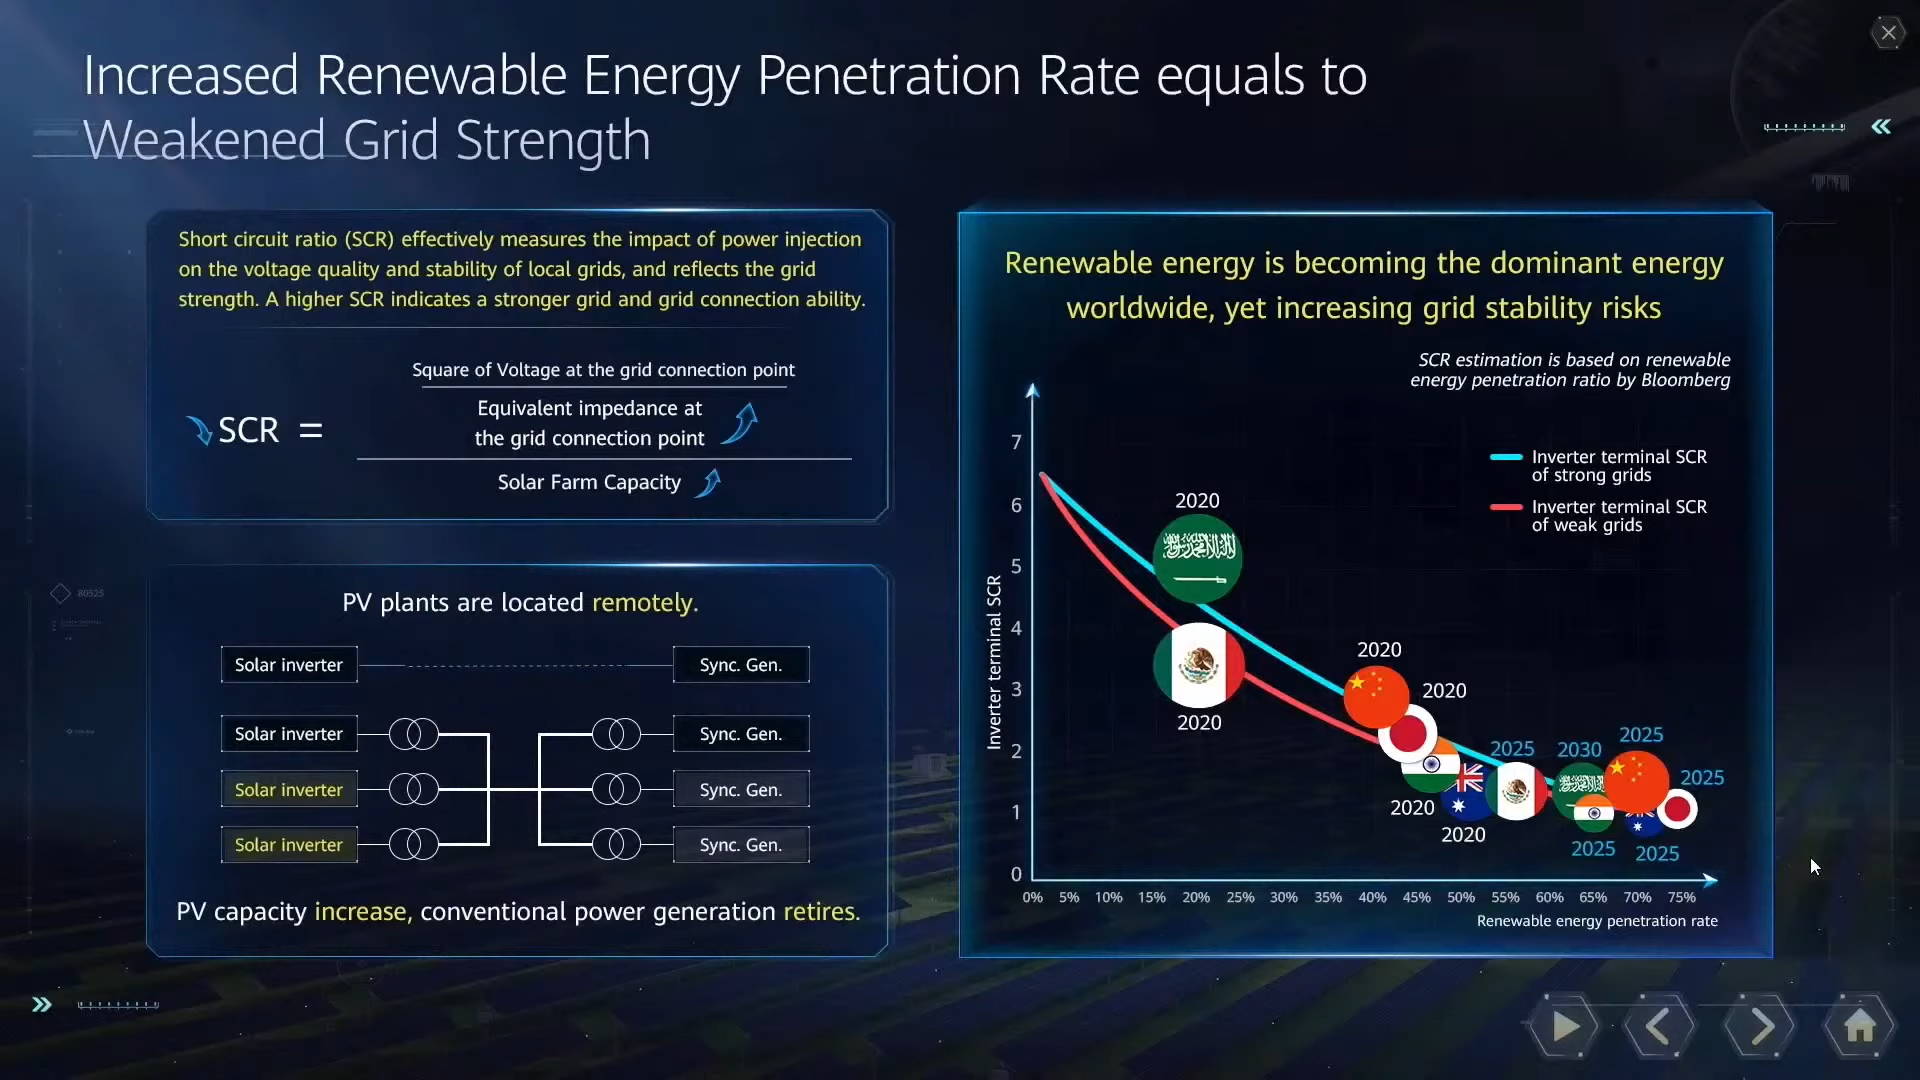 Increased Renewable Energy Penetration Rate equals to
Weakened Grid Strength
Short circuit ratio (SCR) effectively measures the impact of power injection
on the voltage quality and stability of local grids, and reflects the grid
strength. A higher SCR indicates a stronger grid and grid connection ability.
SCR =
Square of Voltage at the grid connection point
Equivalent impedance at
the grid connection point
Solar Farm Capacity
PV plants are located remotely.
Solar inverter
Sync. Gen.
Solar inverter
Sync. Gen.
Solar inverter
Sync. Gen.
Solar inverter
Sync. Gen.
PV capacity increase, conventional power generation retires.
80525
Renewable energy is becoming the dominant energy
worldwide, yet increasing grid stability risks
SCR estimation is based on renewable
energy penetration ratio by Bloomberg
Inverter terminal SCR
of strong grids
Inverter terminal SCR
of weak grids
Inverter terminal SCR
7
6
5
4
3
2
1
0
2020
2020
2020
2020
2020
2020
2025
2030
2025
2025
2025
2025
0% 5% 10% 15% 20% 25% 30% 35% 40% 45% 50% 55% 60% 65% 70% 75%
Renewable energy penetration rate